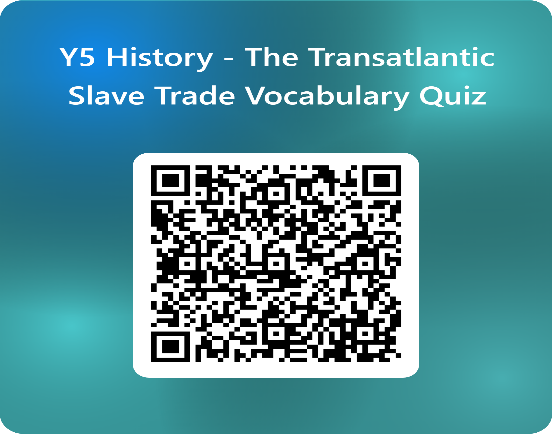 Y5 History - The Transatlantic
Slave Trade Vocabulary Quiz